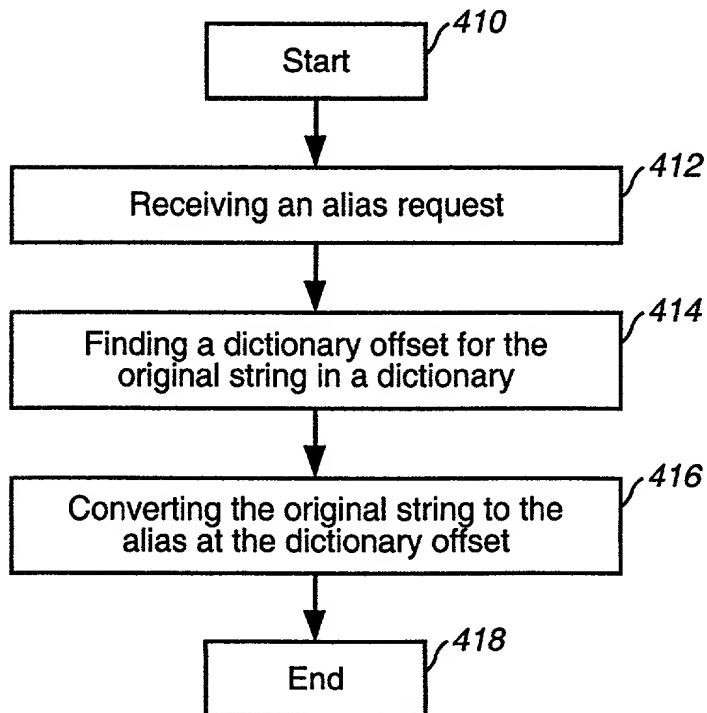 410
Start
412
Receiving an alias request
414
Finding a dictionary offset for the
original string in a dictionary
416
Converting the original string to the
alias at the dictionary offset
418
End